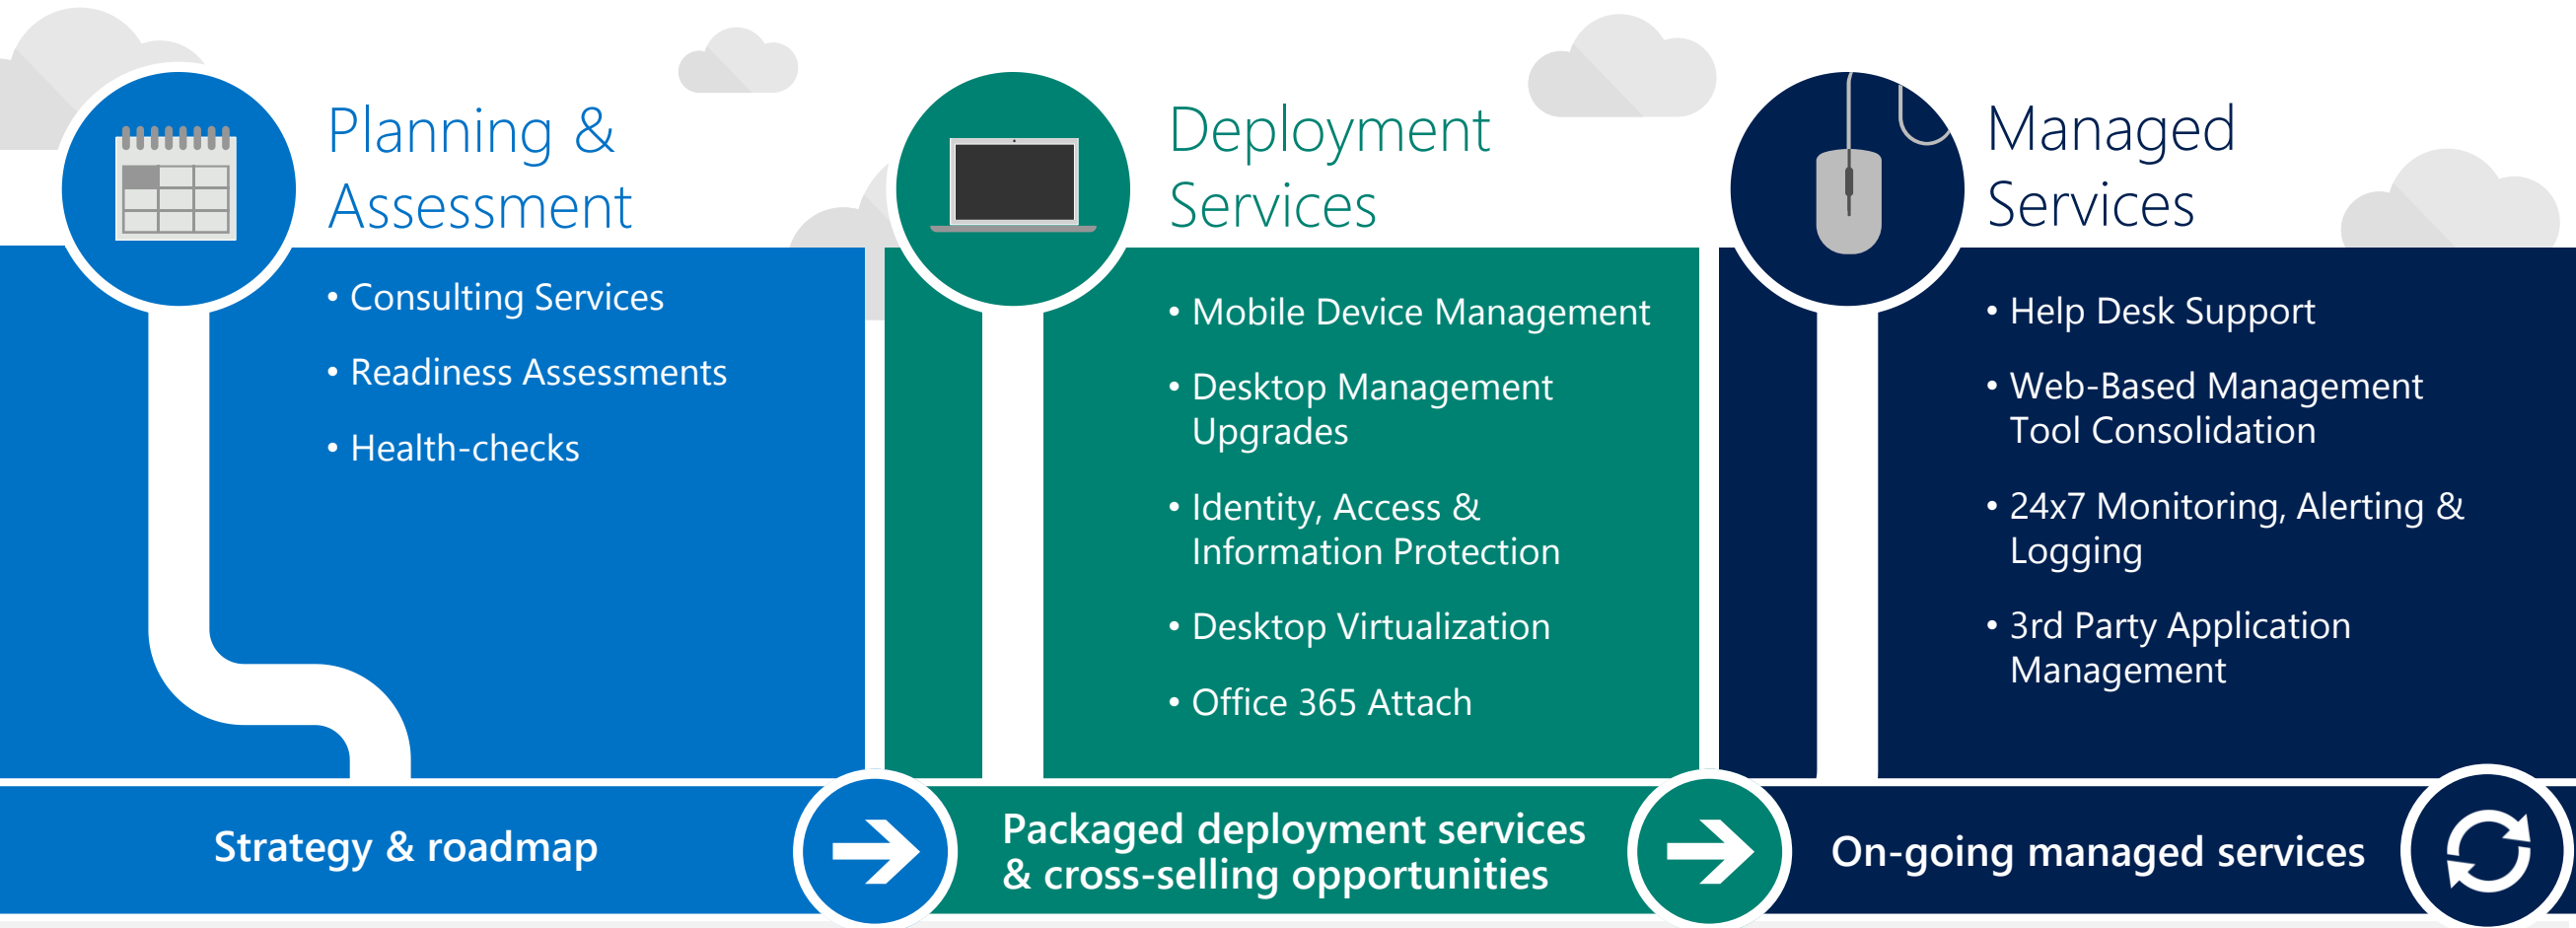 Planning &
Assessment
• Consulting Services
• Readiness Assessments
• Health-checks
Strategy & roadmap
Deployment
Services
• Mobile Device Management
• Desktop Management
Upgrades
• Identity, Access &
Information Protection
• Desktop Virtualization
• Office 365 Attach
Packaged deployment services
& cross-selling opportunities
Managed
Services
• Help Desk Support
• Web-Based Management
Tool Consolidation
• 24x7 Monitoring, Alerting &
Logging
• 3rd Party Application
Management
On-going managed services